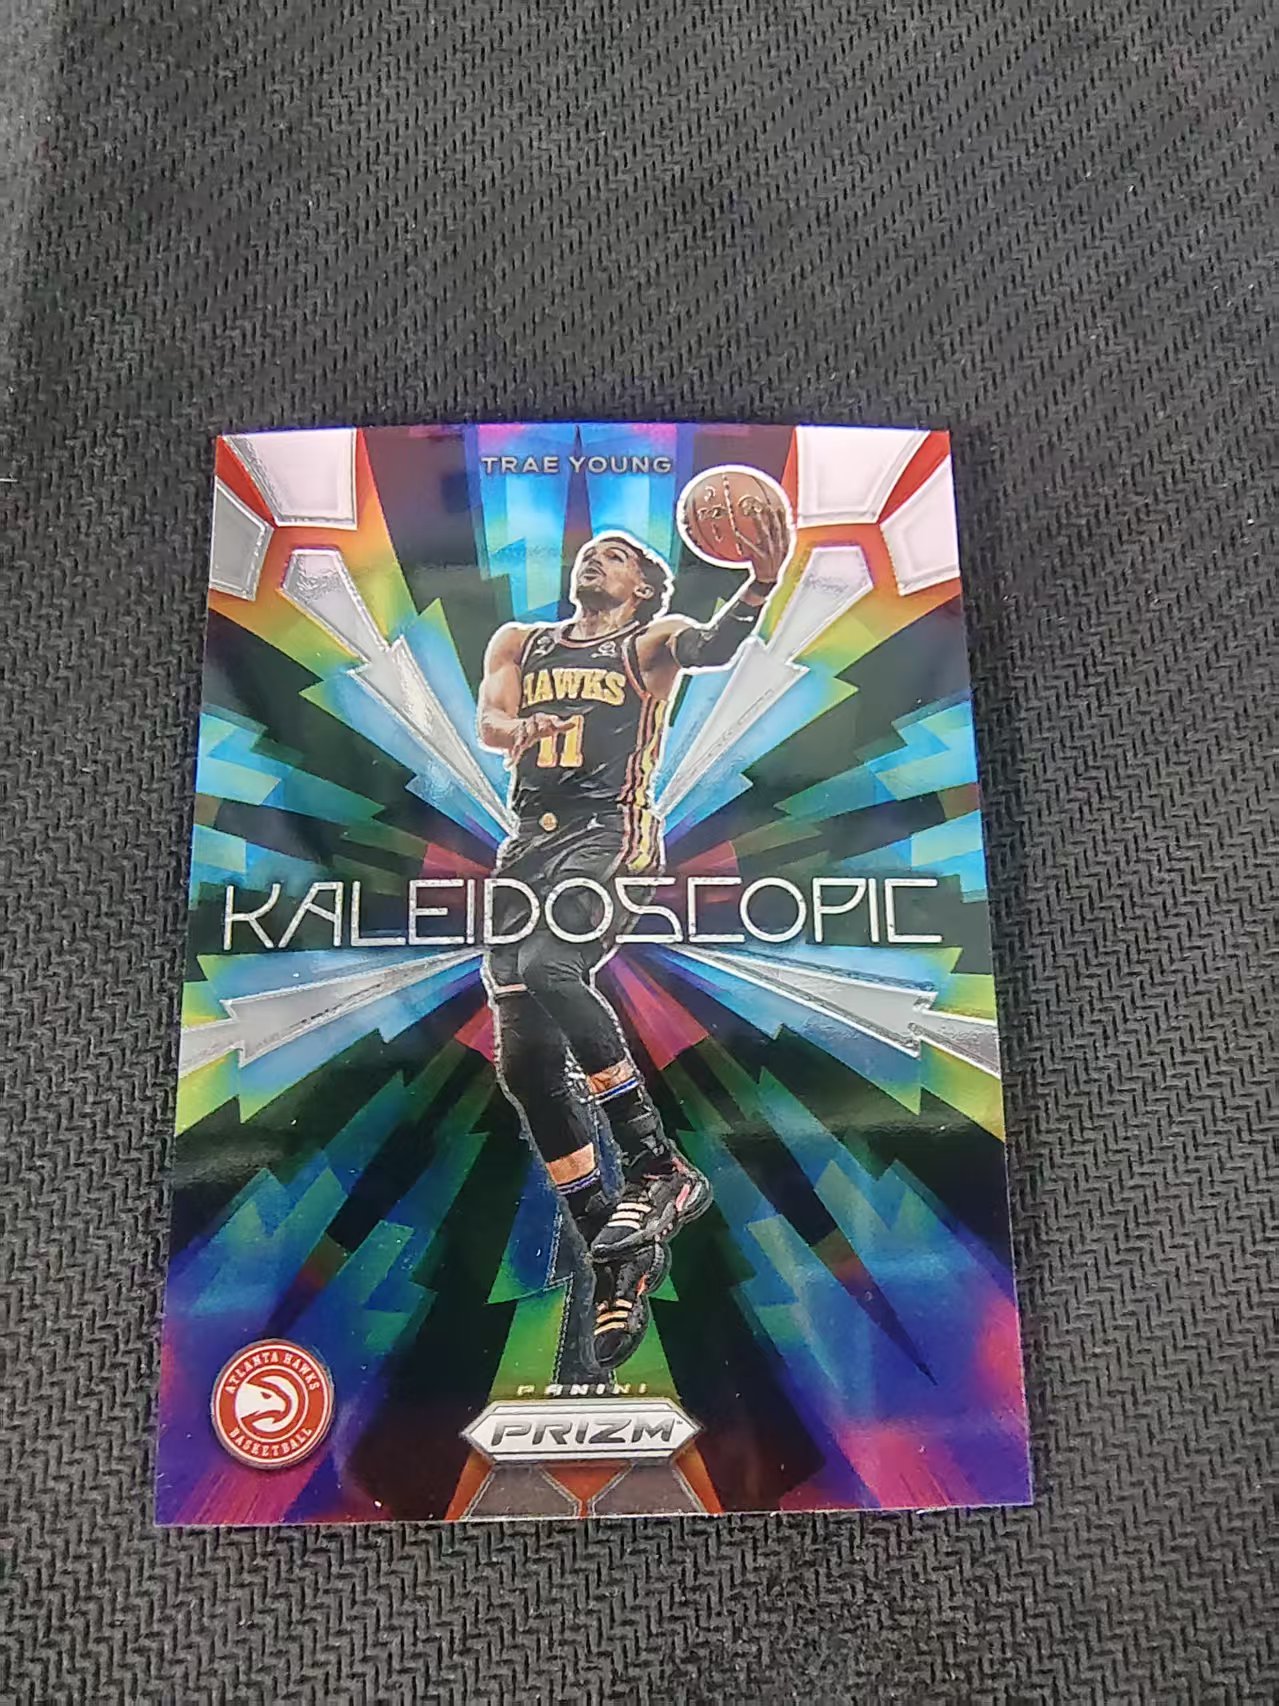 TRAE YOUNG
HAWKS
11
KALEIDOSCOPIC
ATLANTA HAWKS
BASKETBALL
PANINI
PRIZM